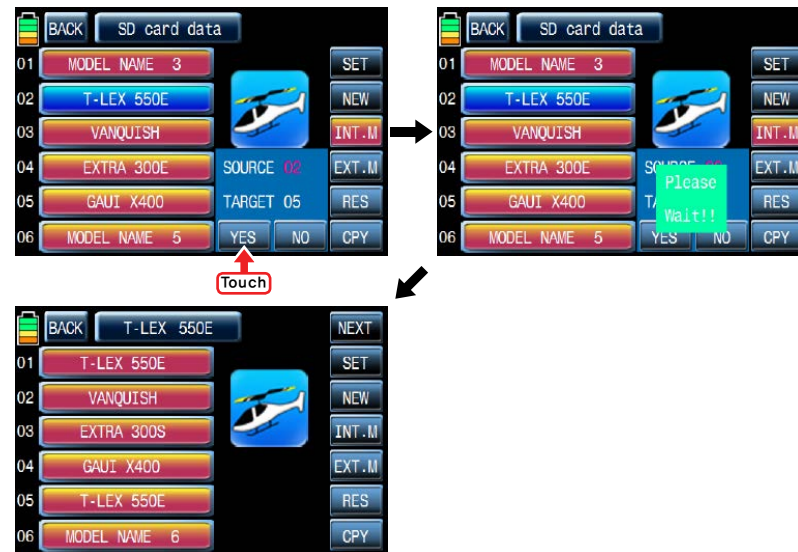 BACK SD card data
01 MODEL NAME 3 SET
02 T-LEX 550E NEW
03 VANQUISH INT.M
04 EXTRA 300E SOURCE 02 EXT.M
05 GAUI X400 TARGET 05 RES
06 MODEL NAME 5 YES NO CPY
Touch
BACK SD card data
01 MODEL NAME 3 SET
02 T-LEX 550E NEW
03 VANQUISH INT.M
04 EXTRA 300E EXT.M
Please
05 GAUI X400 RES
Wait!!
06 MODEL NAME 5 YES NO CPY
BACK T-LEX 550E NEXT
01 T-LEX 550E SET
02 VANQUISH NEW
03 EXTRA 300S INT.M
04 GAUI X400 EXT.M
05 T-LEX 550E RES
06 MODEL NAME 6 CPY